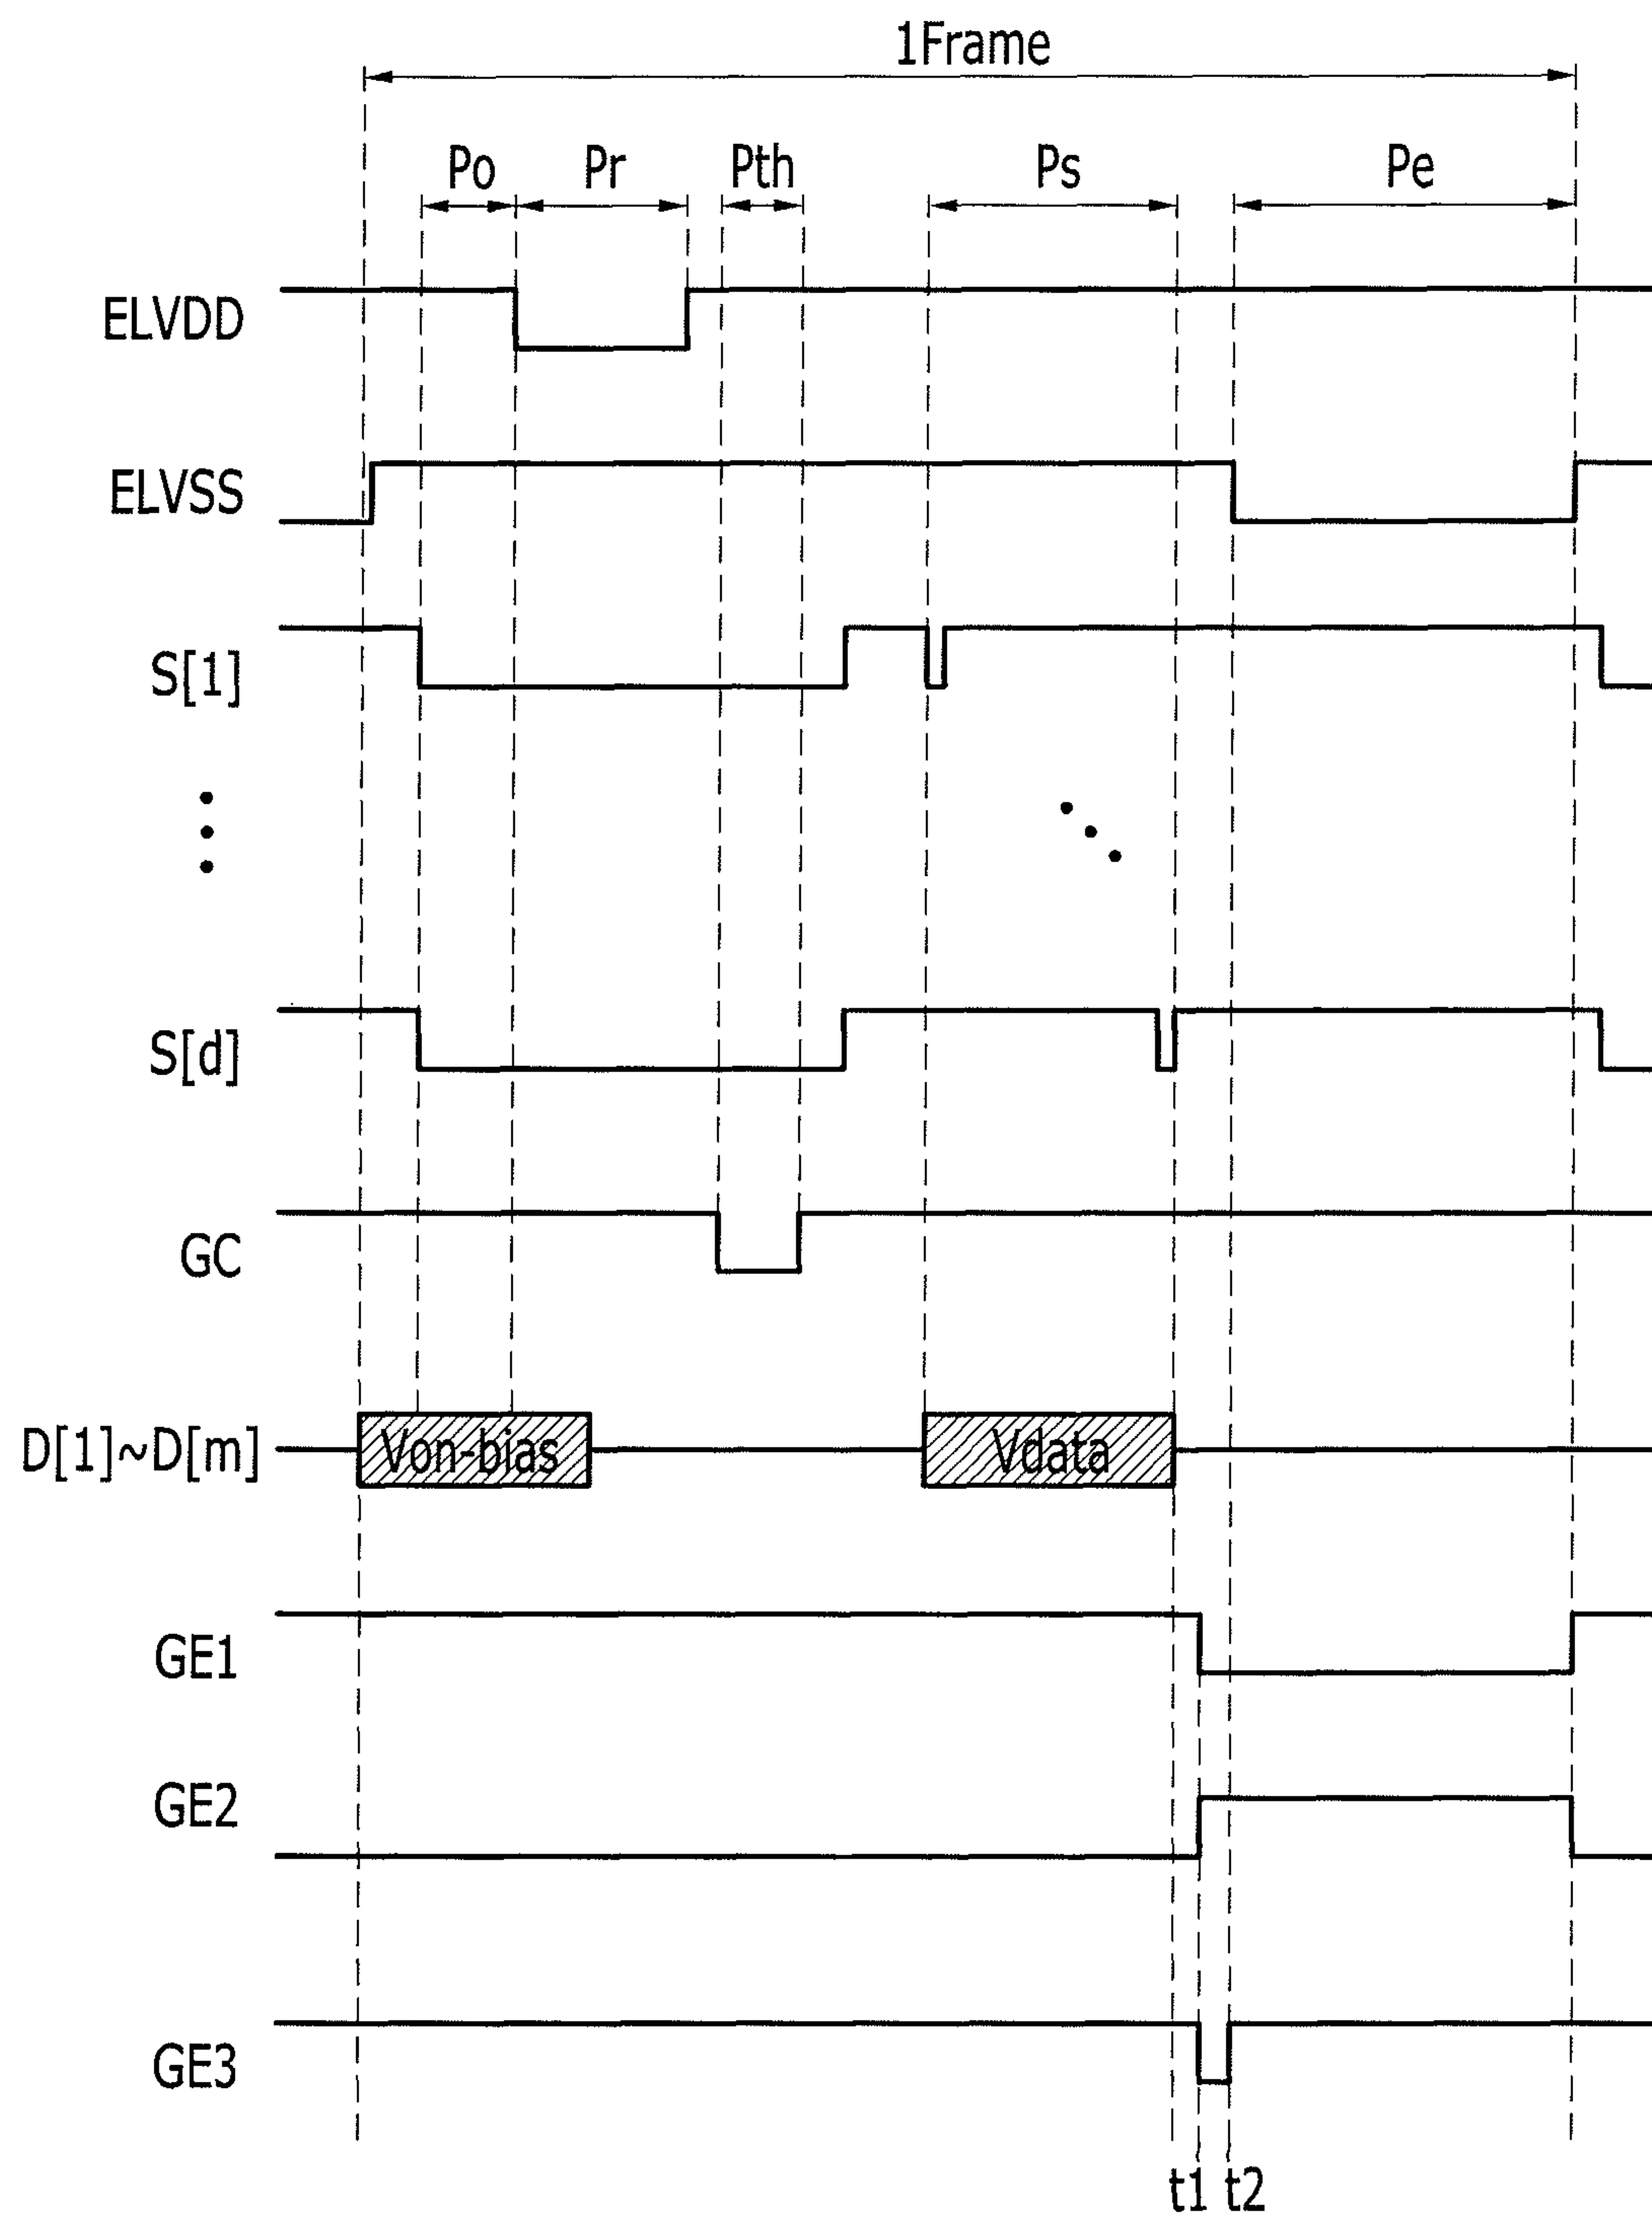 1Frame
Po Pr Pth Ps Pe
ELVDD
ELVSS
S[1]
S[d]
GC
D[1]~D[m] Von-bias Vdata
GE1
GE2
GE3
t1 t2